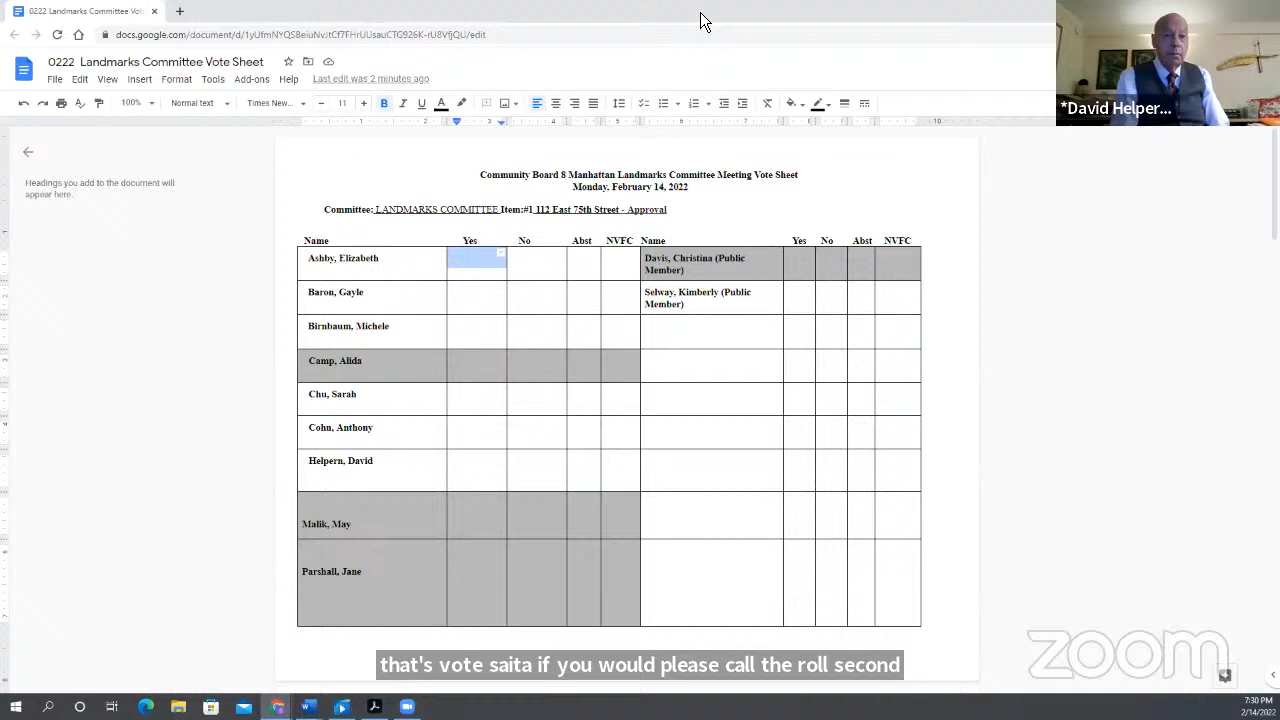 0222 Landmarks Committee Vot
docs.google.com/document/d/1yUfmNYQS8eiuNvJtCf7FHrUUsauCTG926K-rU8VfjQU/edit
0222 Landmarks Committee Vote Sheet
File Edit View Insert Format Tools Add-ons Help Last edit was 2 minutes ago
100% Normal text Times New... 11 B I U A
*David Helper...
Headings you add to the document will
appear here.
Community Board 8 Manhattan Landmarks Committee Meeting Vote Sheet
Monday, February 14, 2022
Committee: LANDMARKS COMMITTEE Item:#1 112 East 75th Street - Approval
Name Yes No Abst NVFC Name Yes No Abst NVFC
Ashby, Elizabeth Davis, Christina (Public
Member)
Baron, Gayle Selway, Kimberly (Public
Member)
Birnbaum, Michele
Camp, Alida
Chu, Sarah
Cohn, Anthony
Helpern, David
Malik, May
Parshall, Jane
zoom
that's vote saita if you would please call the roll second
7:30 PM
2/14/2022